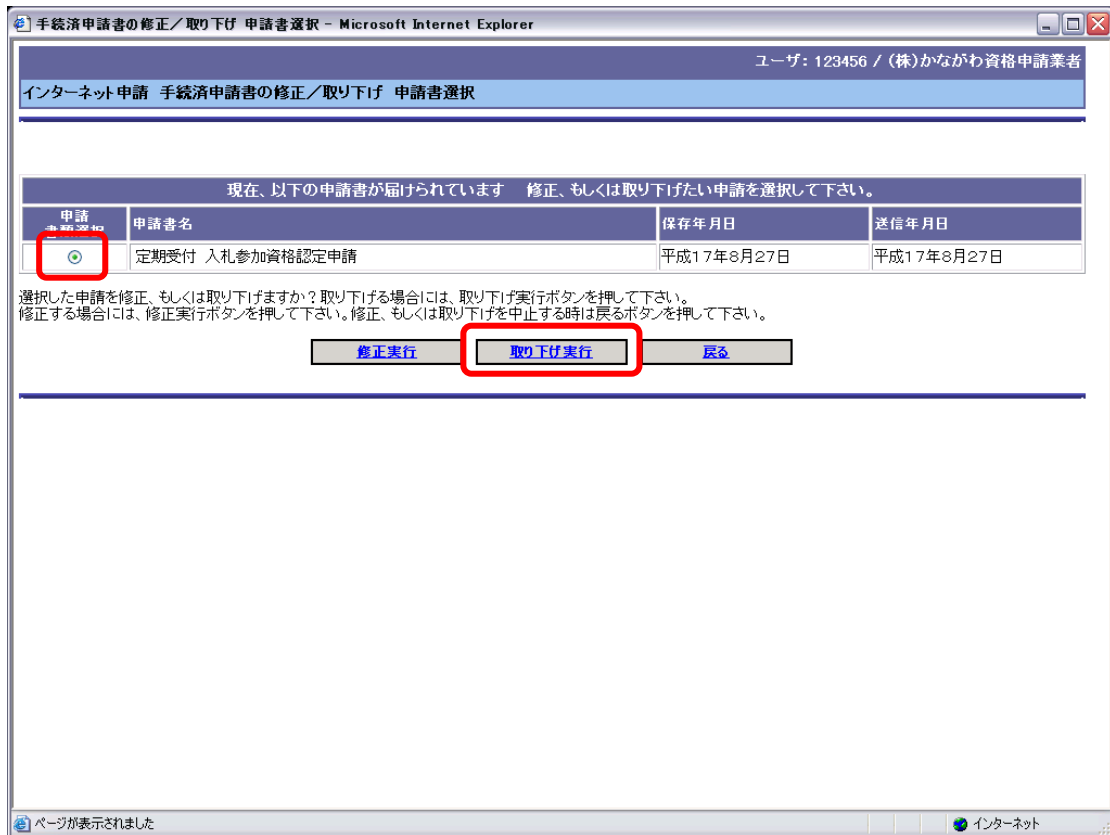 手続済申請書の修正／取り下げ 申請書選択 - Microsoft Internet Explorer
ユーザ: 123456 / (株)かながわ資格申請業者
インターネット申請 手続済申請書の修正／取り下げ 申請書選択
現在、以下の申請書が届けられています　修正、もしくは取り下げたい申請を選択して下さい。
申請
書類選択
申請書名 保存年月日 送信年月日
定期受付 入札参加資格認定申請 平成17年8月27日 平成17年8月27日
選択した申請を修正、もしくは取り下げますか？取り下げる場合には、取り下げ実行ボタンを押して下さい。
修正する場合には、修正実行ボタンを押して下さい。修正、もしくは取り下げを中止する時は戻るボタンを押して下さい。
修正実行 取り下げ実行 戻る
ページが表示されました インターネット